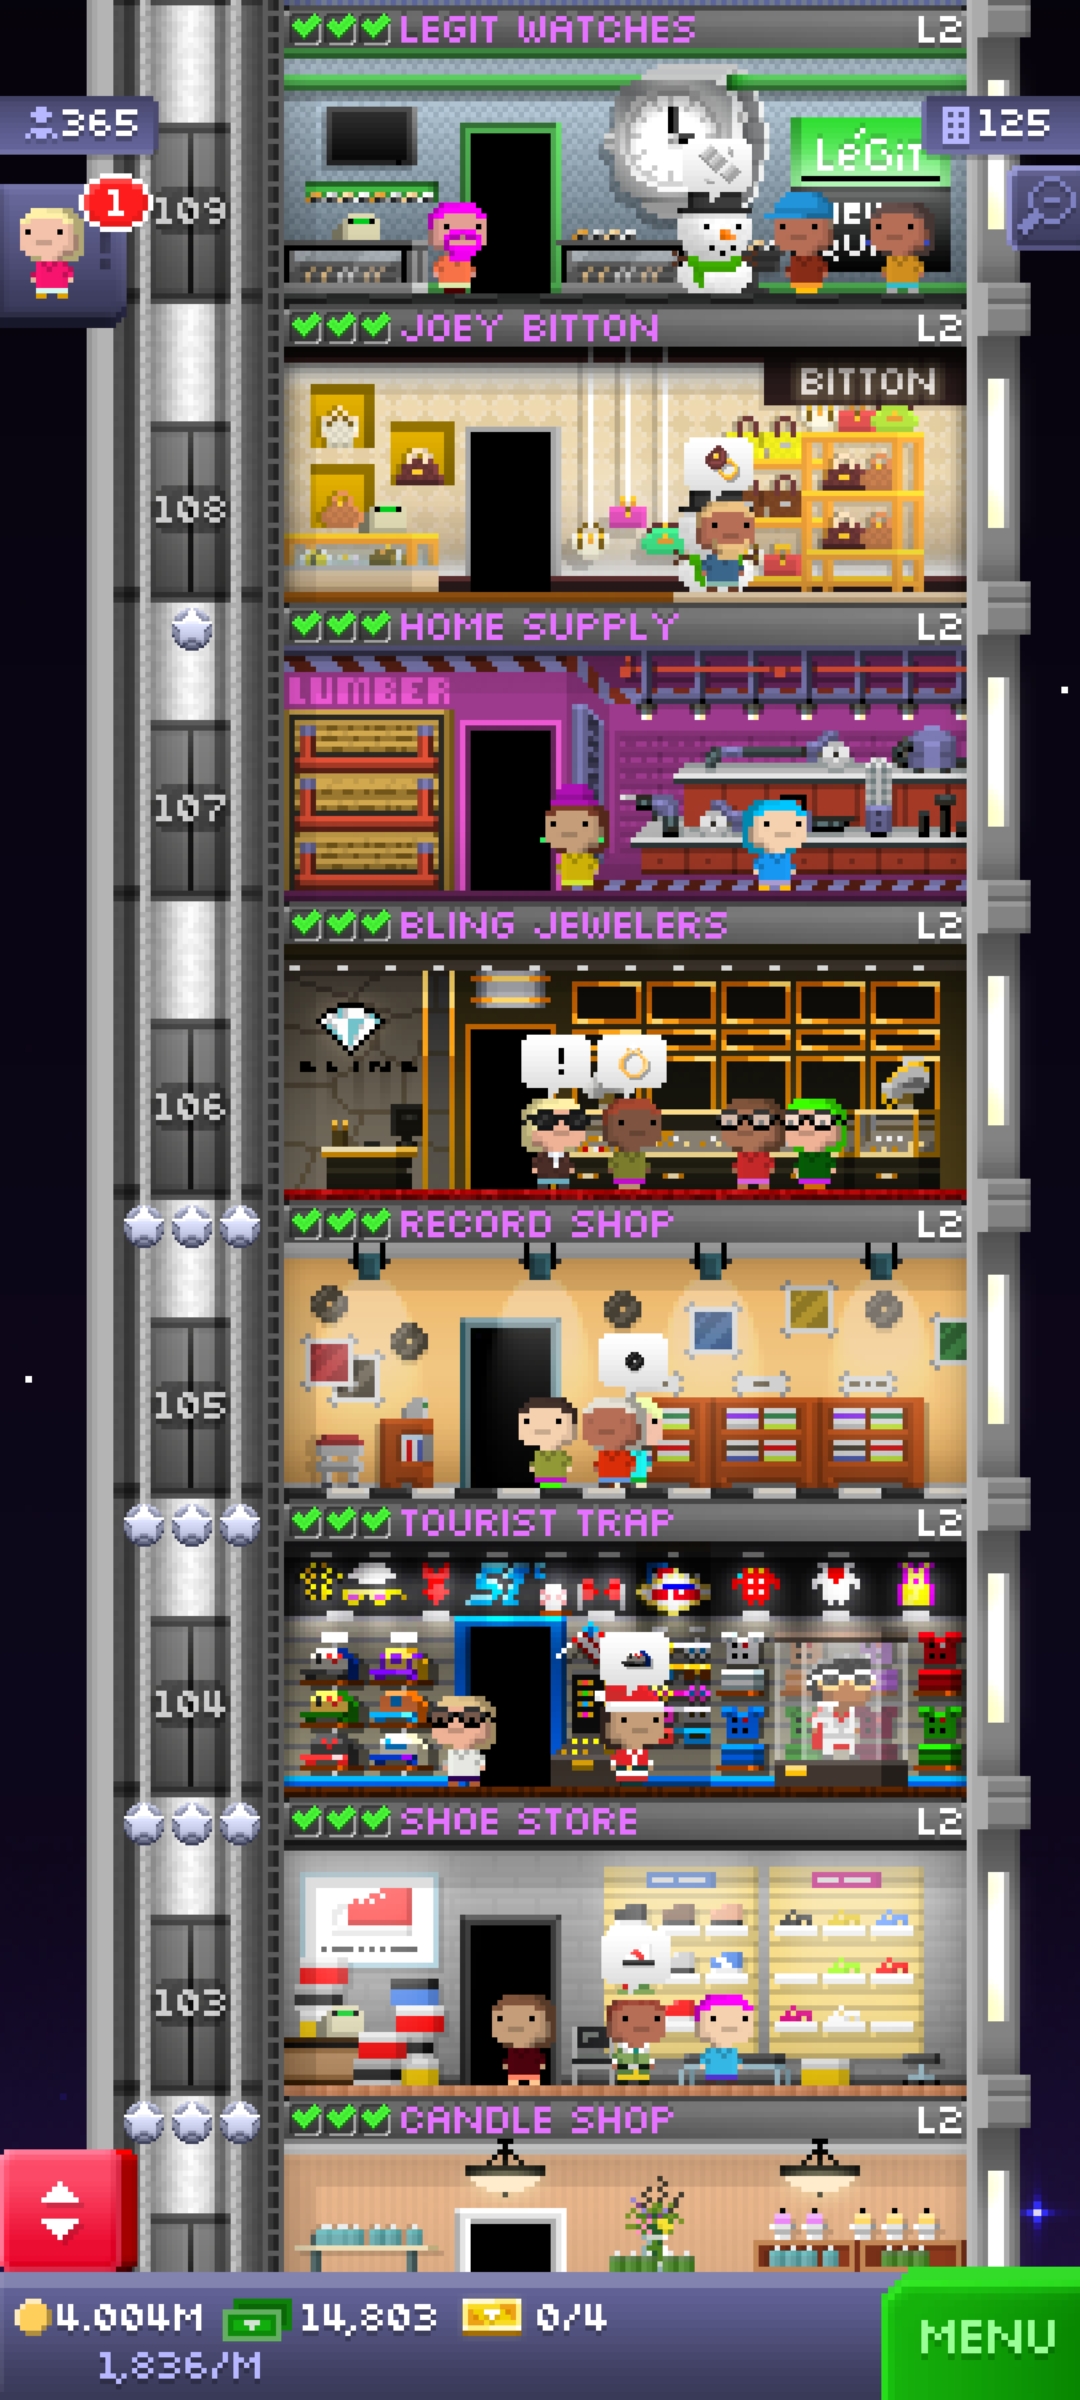 LEGIT WATCHES L2
365
125
LéGiT
1
109
JOEY BITTON L2
BITTON
108
HOME SUPPLY L2
LUMBER
107
BLING JEWELERS L2
BLING
!
106
RECORD SHOP L2
105
TOURIST TRAP L2
104
SHOE STORE L2
103
CANDLE SHOP L2
4.004M 14,803 0/4
1,836/M
MENU